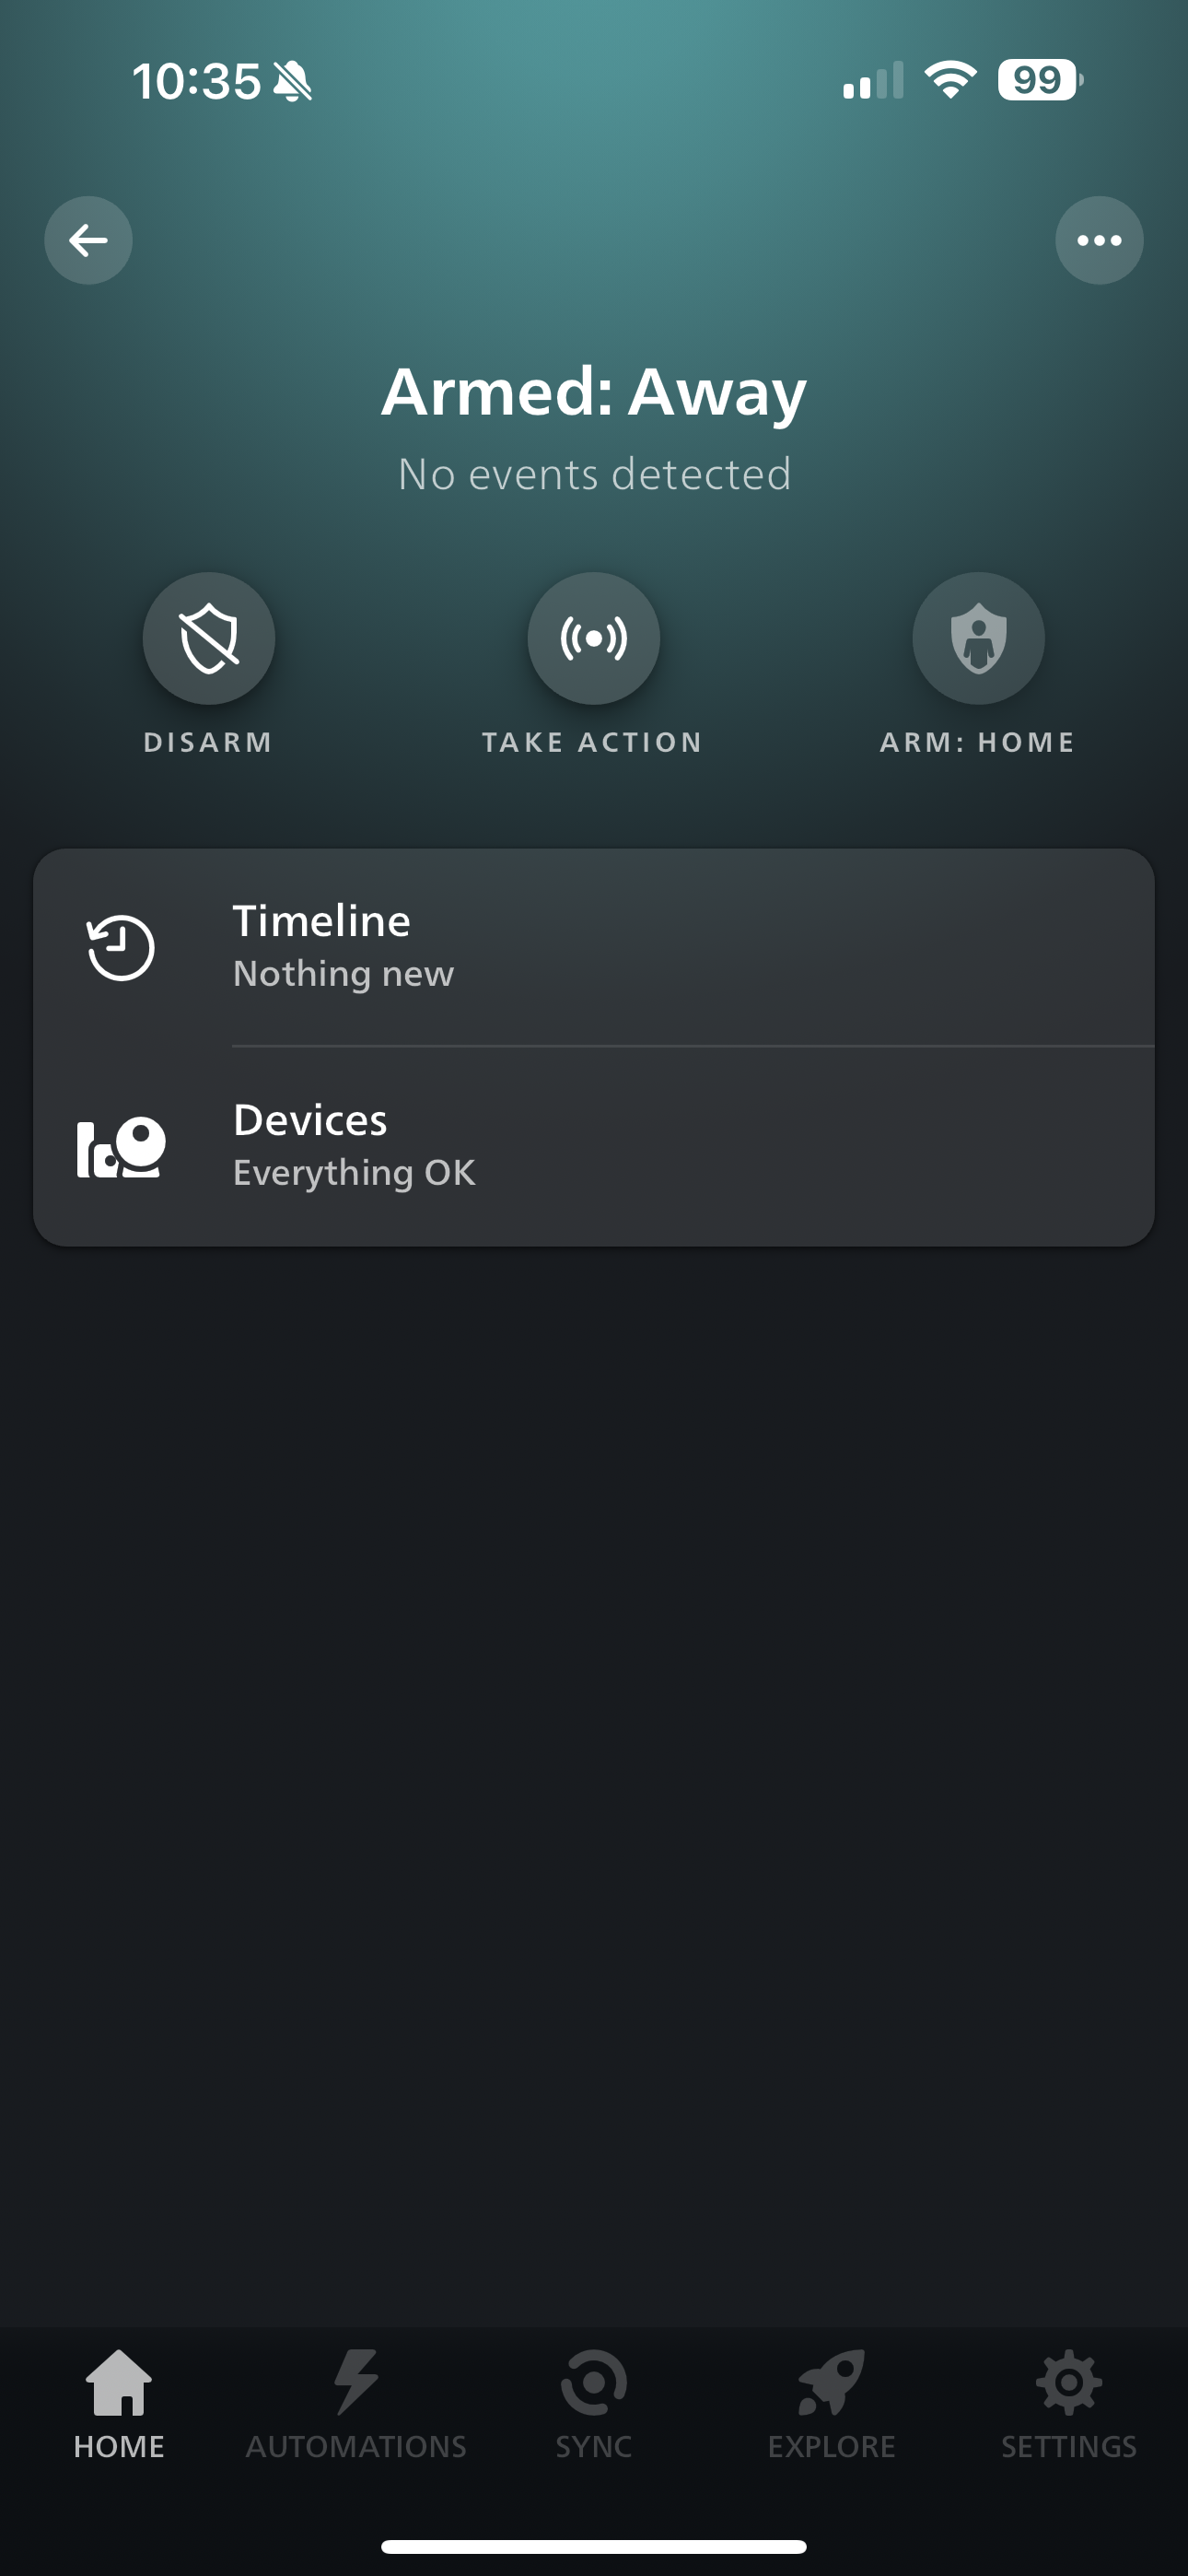 10:35
99
Armed: Away
No events detected
DISARM
TAKE ACTION
ARM: HOME
Timeline
Nothing new
Devices
Everything OK
HOME
AUTOMATIONS
SYNC
EXPLORE
SETTINGS